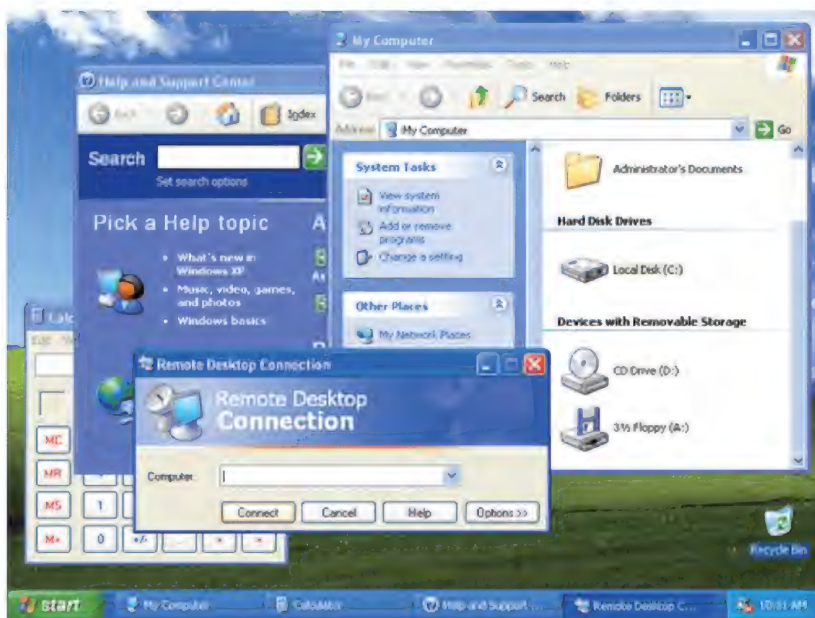 My Computer
Search
Folders
Address
My Computer
Go
System Tasks
View system
information
Add or remove
programs
Change a setting
Other Places
My Network Places
Administrator's Documents
Hard Disk Drives
Local Disk (C:)
Devices with Removable Storage
CD Drive (D:)
3½ Floppy (A:)
Help and Support Center
Back
Index
Search
Set search options
Pick a Help topic
What's new in
Windows XP
Music, video, games,
and photos
Windows basics
Edit
MC
MR
MS
1
M+
0
+/-
Remote Desktop Connection
Remote Desktop
Connection
Computer:
Connect
Cancel
Help
Options >>
Recycle Bin
start
My Computer
Calculator
Help and Support ...
Remote Desktop C...
10:31 AM